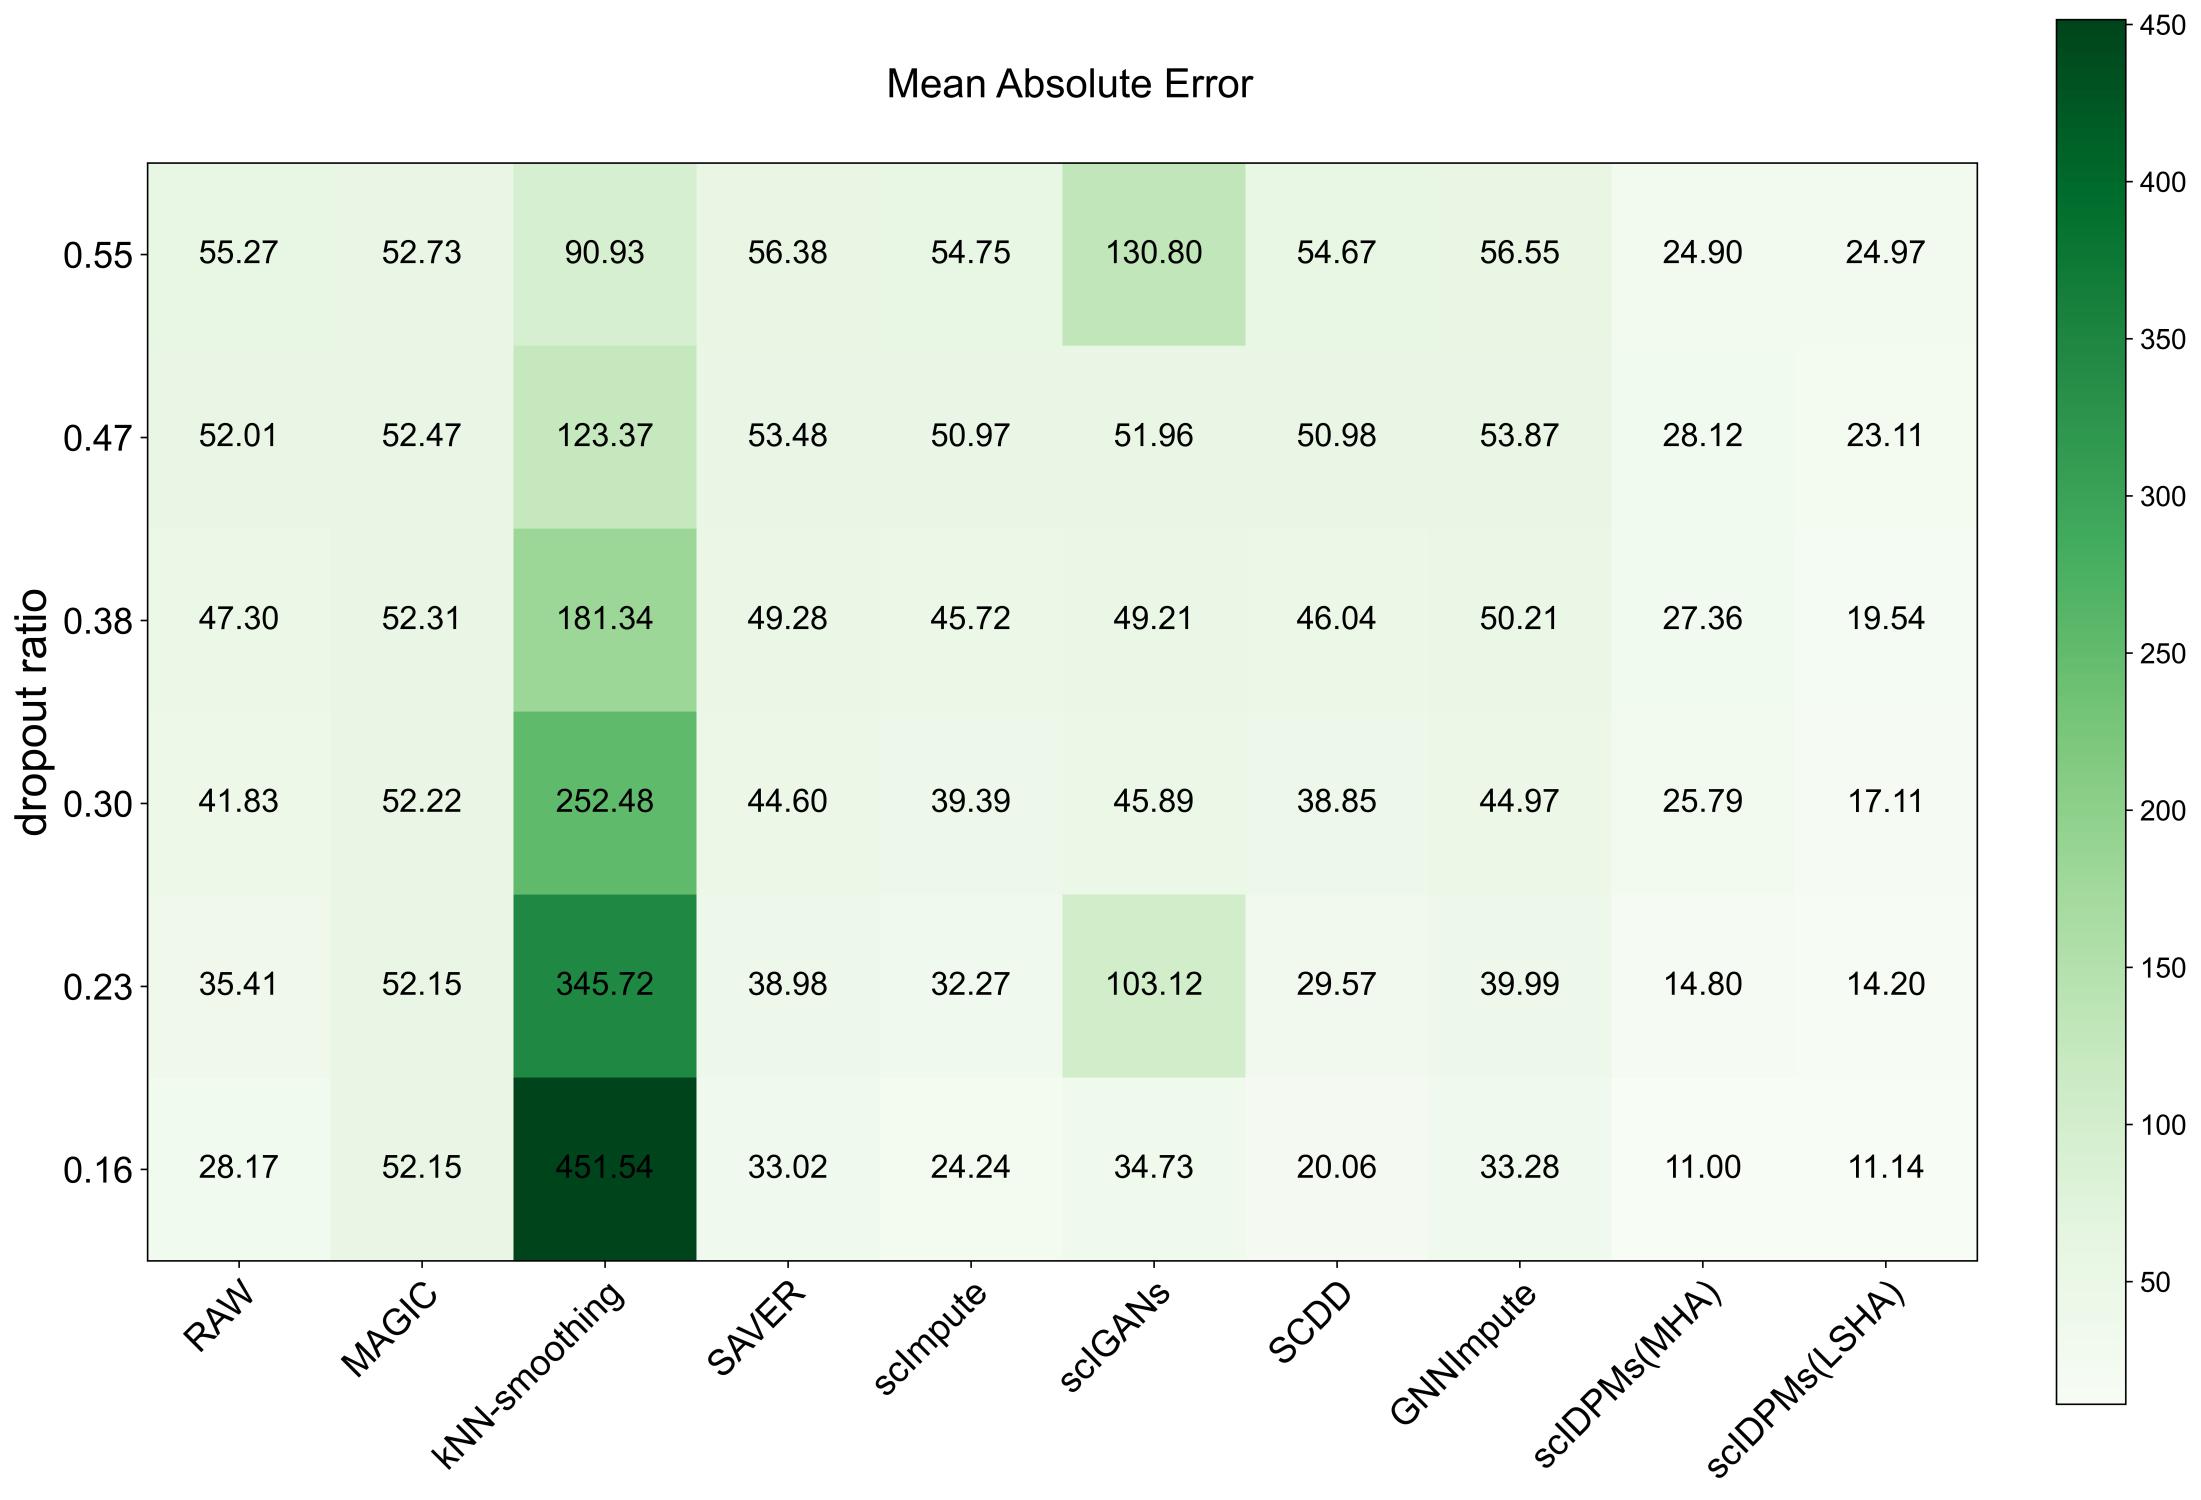 Mean Absolute Error
dropout ratio
0.55 55.27 52.73 90.93 56.38 54.75 130.80 54.67 56.55 24.90 24.97
0.47 52.01 52.47 123.37 53.48 50.97 51.96 50.98 53.87 28.12 23.11
0.38 47.30 52.31 181.34 49.28 45.72 49.21 46.04 50.21 27.36 19.54
0.30 41.83 52.22 252.48 44.60 39.39 45.89 38.85 44.97 25.79 17.11
0.23 35.41 52.15 345.72 38.98 32.27 103.12 29.57 39.99 14.80 14.20
0.16 28.17 52.15 451.54 33.02 24.24 34.73 20.06 33.28 11.00 11.14
RAW
MAGIC
kNN-smoothing
SAVER
scImpute
scIGANs
SCDD
GNNImpute
scIDPMs(MHA)
scIDPMs(LSHA)
450
400
350
300
250
200
150
100
50